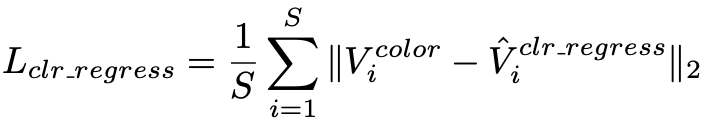 L_{clr\_regress} = \frac{1}{S} \sum_{i=1}^{S} \| V_i^{color} - \hat{V}_i^{clr\_regress} \|_2